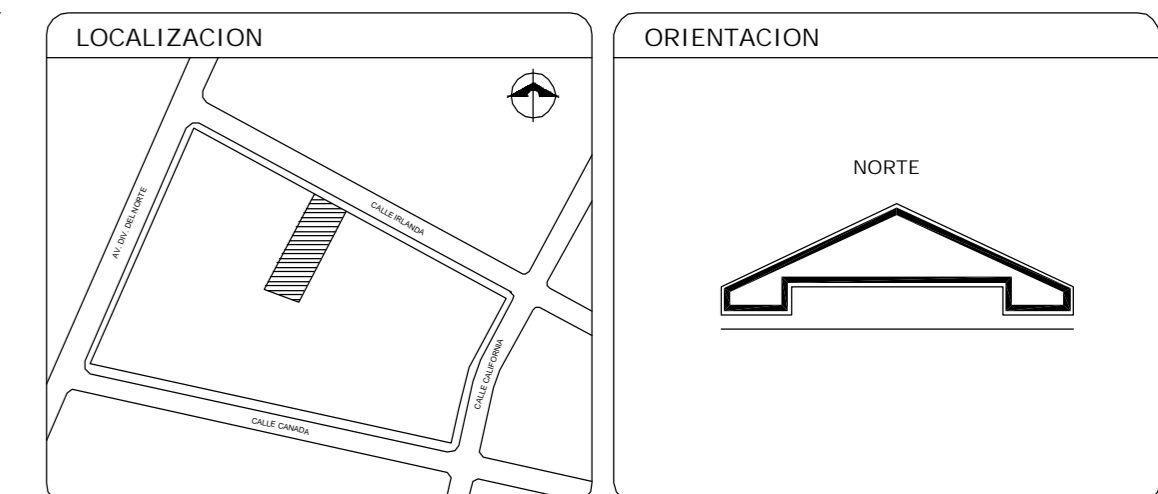 LOCALIZACION
AV. DIV. DEL NORTE
CALLE IRLANDA
CALLE CALIFORNIA
CALLE CANADA
ORIENTACION
NORTE